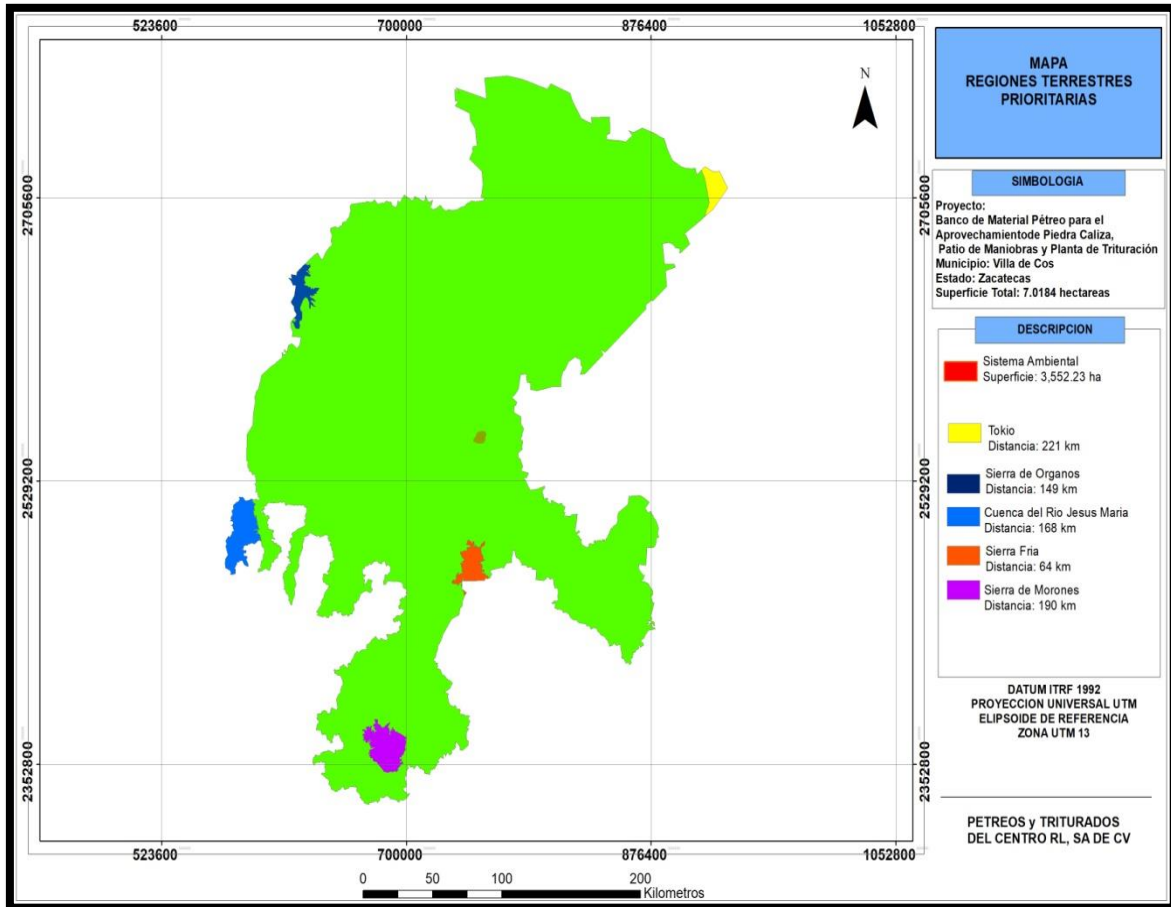 523600
700000
876400
1052800
2705600
2529200
2352800
2705600
2529200
2352800
N
523600
700000
876400
1052800
0
50
100
200
Kilometros
MAPA
REGIONES TERRESTRES
PRIORITARIAS
SIMBOLOGIA
Proyecto:
Banco de Material Pétreo para el
Aprovechamientode Piedra Caliza,
Patio de Maniobras y Planta de Trituración
Municipio: Villa de Cos
Estado: Zacatecas
Superficie Total: 7.0184 hectareas
DESCRIPCION
Sistema Ambiental
Superficie: 3,552.23 ha
Tokio
Distancia: 221 km
Sierra de Organos
Distancia: 149 km
Cuenca del Rio Jesus Maria
Distancia: 168 km
Sierra Fria
Distancia: 64 km
Sierra de Morones
Distancia: 190 km
DATUM ITRF 1992
PROYECCION UNIVERSAL UTM
ELIPSOIDE DE REFERENCIA
ZONA UTM 13
PETREOS y TRITURADOS
DEL CENTRO RL, SA DE CV